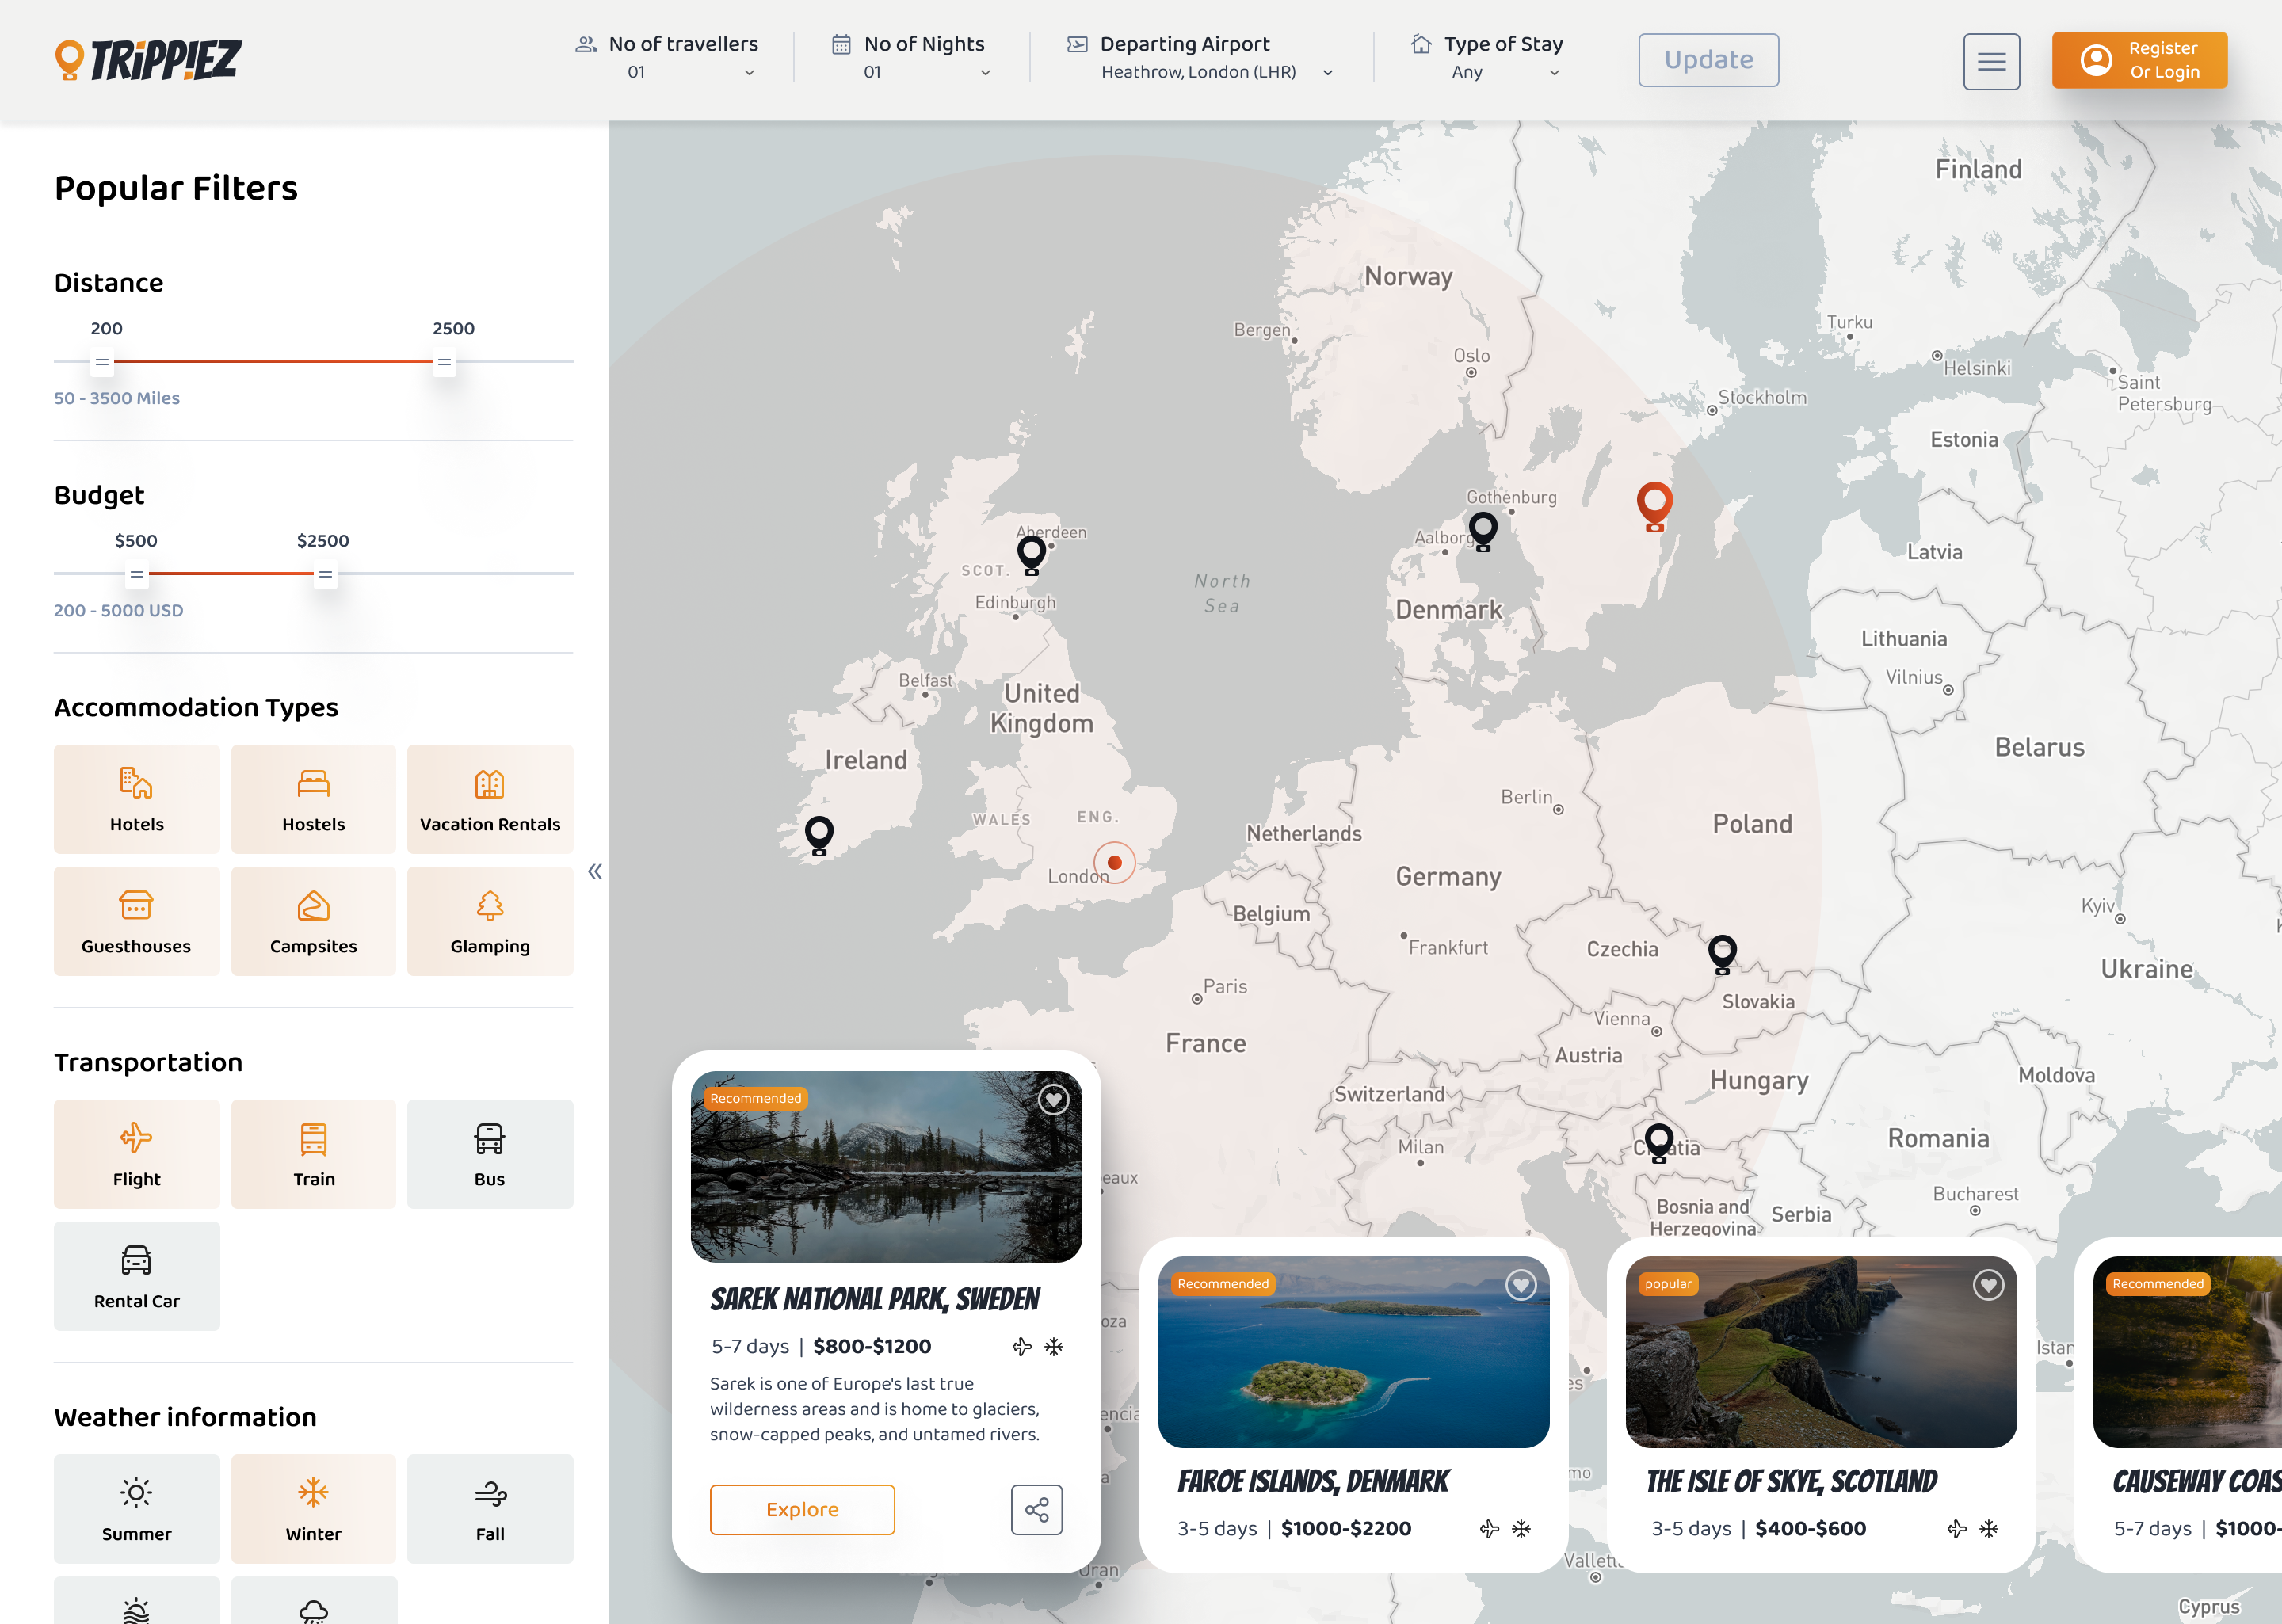 TRiPP!EZ
No of travellers
01
No of Nights
01
Departing Airport
Heathrow, London (LHR)
Type of Stay
Any
Update
Register
Or Login
Popular Filters
Distance
200
2500
50 - 3500 Miles
Budget
$500
$2500
200 - 5000 USD
Accommodation Types
Hotels
Hostels
Vacation Rentals
Guesthouses
Campsites
Glamping
Transportation
Flight
Train
Bus
Rental Car
Weather information
Summer
Winter
Fall
Finland
Norway
Bergen
Oslo
Turku
Helsinki
Stockholm
Saint
Petersburg
Estonia
Gothenburg
Aalborg
Aberdeen
SCOT.
Edinburgh
North
Sea
Denmark
Latvia
Lithuania
Vilnius
Belfast
United
Kingdom
Ireland
Belarus
WALES
ENG.
London
Netherlands
Berlin
Poland
Germany
Belgium
Frankfurt
Czechia
Kyiv
Ukraine
Paris
Slovakia
Vienna
France
Austria
Switzerland
Hungary
Moldova
Milan
Romania
eaux
Bosnia and
Herzegovina
Serbia
Bucharest
oza
Istan
es
encia
a
mo
Oran
Cyprus
Recommended
SAREK NATIONAL PARK, SWEDEN
5-7 days | $800-$1200
Sarek is one of Europe's last true
wilderness areas and is home to glaciers,
snow-capped peaks, and untamed rivers.
Explore
Recommended
FAROE ISLANDS, DENMARK
3-5 days | $1000-$2200
popular
THE ISLE OF SKYE, SCOTLAND
3-5 days | $400-$600
Recommended
CAUSEWAY COAS
5-7 days | $1000-